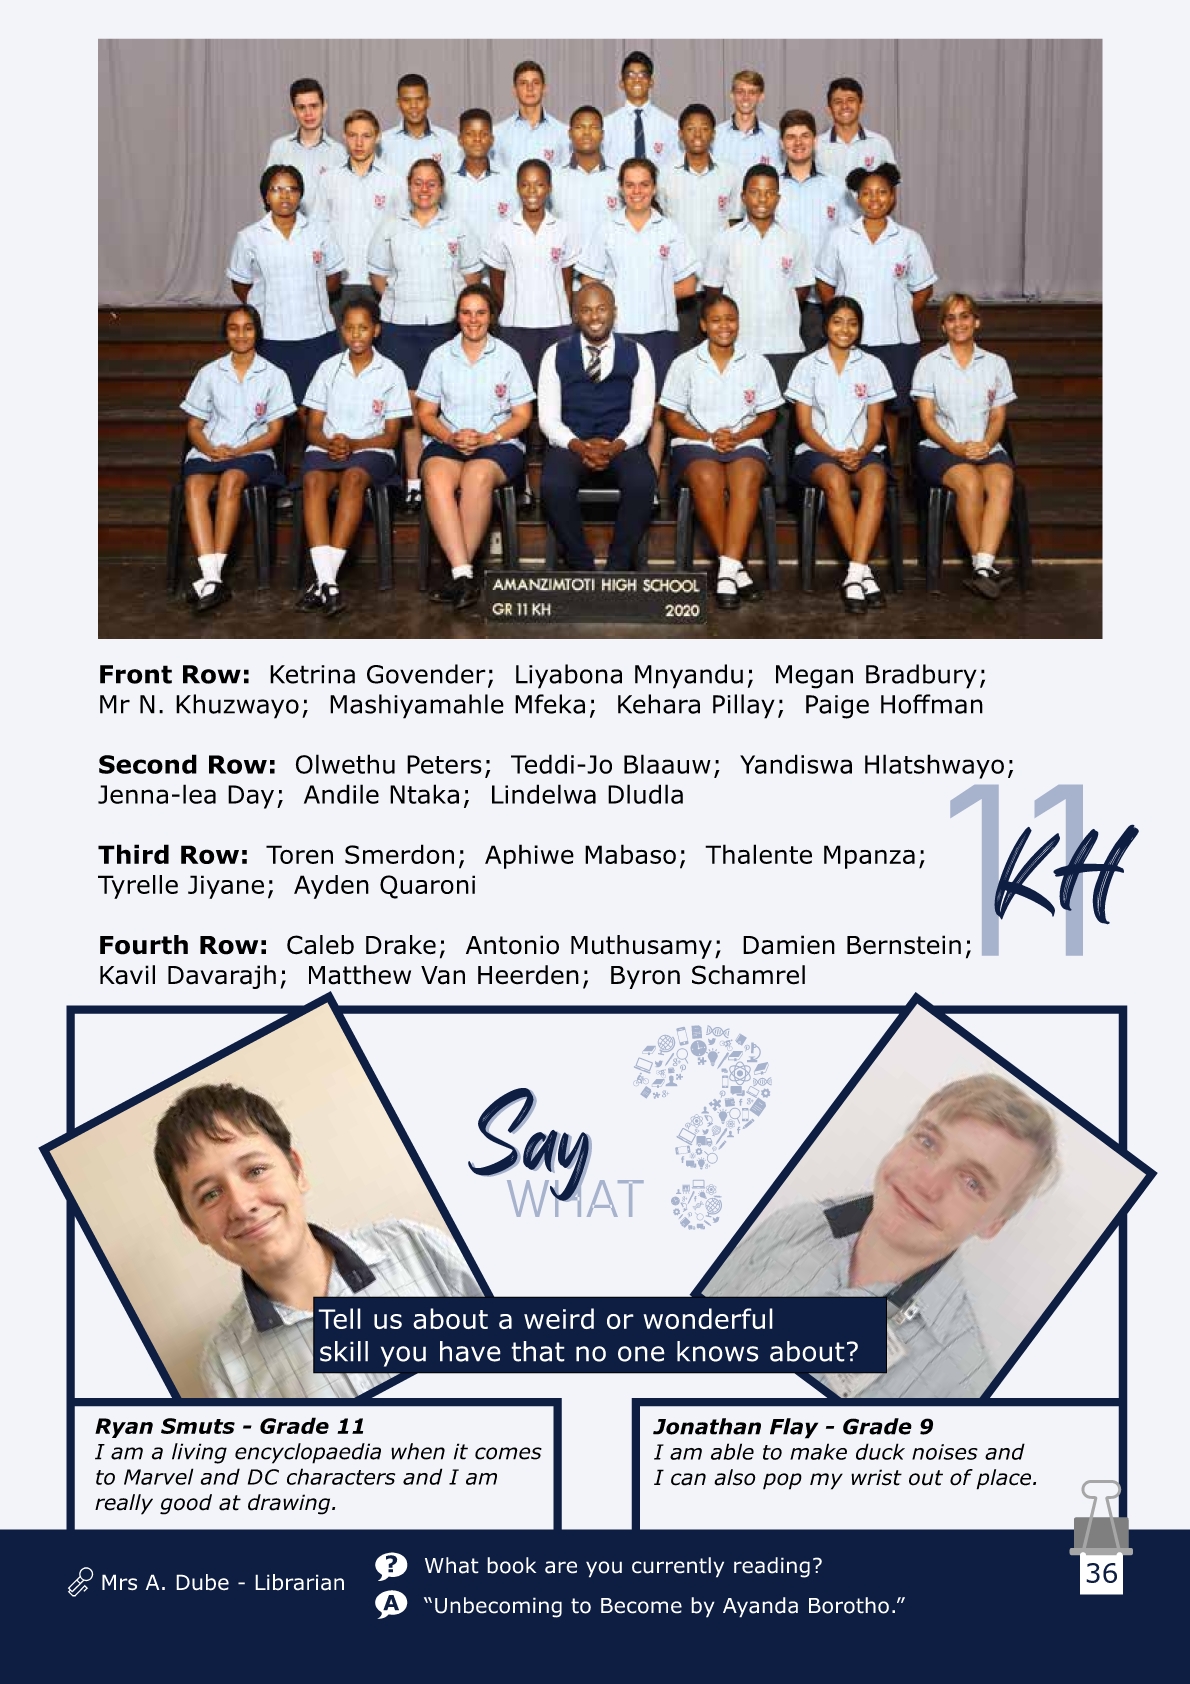 AMANZIMTOTI HIGH SCHOOL
GR 11 KH 2020
Front Row: Ketrina Govender; Liyabona Mnyandu; Megan Bradbury;
Mr N. Khuzwayo; Mashiyamahle Mfeka; Kehara Pillay; Paige Hoffman
Second Row: Olwethu Peters; Teddi-Jo Blaauw; Yandiswa Hlatshwayo;
Jenna-lea Day; Andile Ntaka; Lindelwa Dludla
Third Row: Toren Smerdon; Aphiwe Mabaso; Thalente Mpanza;
Tyrelle Jiyane; Ayden Quaroni
Fourth Row: Caleb Drake; Antonio Muthusamy; Damien Bernstein;
Kavil Davarajh; Matthew Van Heerden; Byron Schamrel
11
KH
Say
WHAT
?
Tell us about a weird or wonderful
skill you have that no one knows about?
Ryan Smuts - Grade 11
I am a living encyclopaedia when it comes
to Marvel and DC characters and I am
really good at drawing.
Jonathan Flay - Grade 9
I am able to make duck noises and
I can also pop my wrist out of place.
Mrs A. Dube - Librarian
? What book are you currently reading?
A “Unbecoming to Become by Ayanda Borotho.”
36